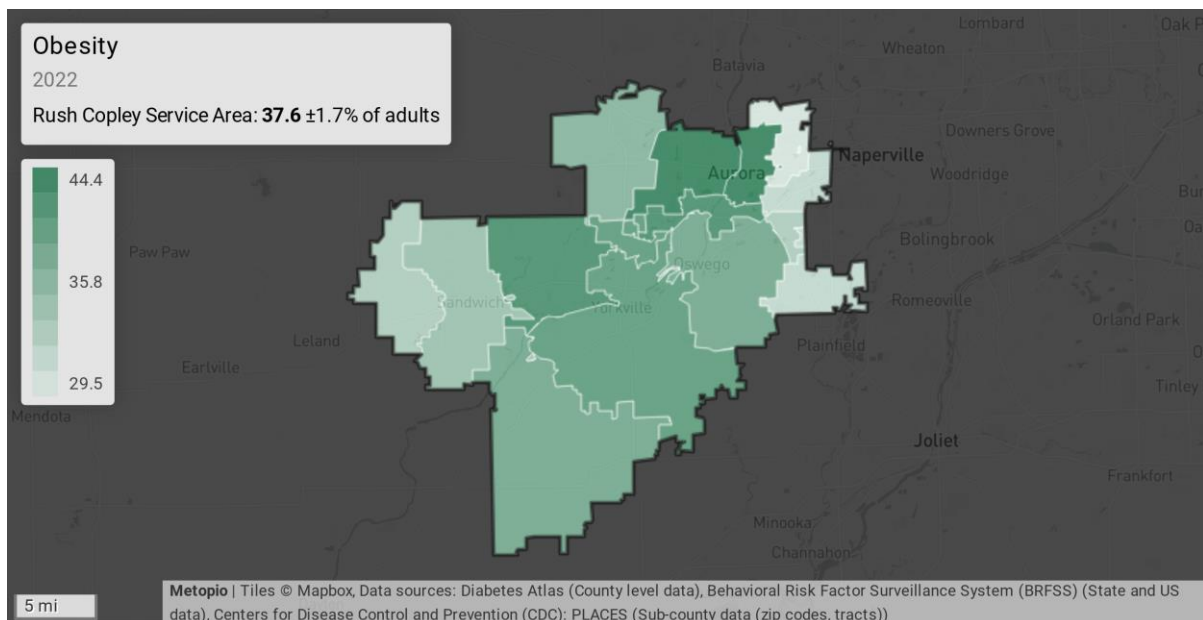 Obesity
2022
Rush Copley Service Area: 37.6 ±1.7% of adults
44.4
35.8
29.5
Lombard
Oak
Wheaton
Batavia
Downers Grove
Naperville
Woodridge
Aurora
Bolingbrook
Paw Paw
Oswego
Sandwich
Yorkville
Romeoville
Orland Park
Leland
Plainfield
Earlville
Tinley
Mendota
Joliet
Frankfort
Minooka
Channahon
5 mi
Metopio | Tiles © Mapbox, Data sources: Diabetes Atlas (County level data), Behavioral Risk Factor Surveillance System (BRFSS) (State and US
data), Centers for Disease Control and Prevention (CDC): PLACES (Sub-county data (zip codes, tracts))